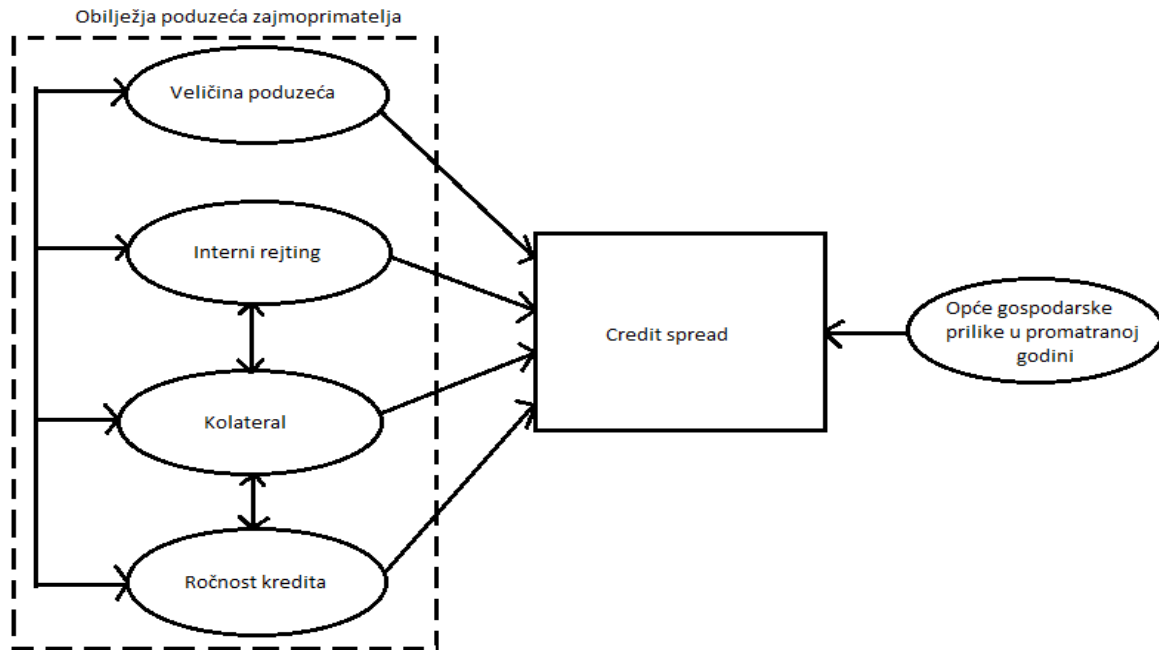 Obilježja poduzeća zajmoprimatelja
Veličina poduzeća
Interni rejting
Kolateral
Ročnost kredita
Credit spread
Opće gospodarske
prilike u promatranoj
godini